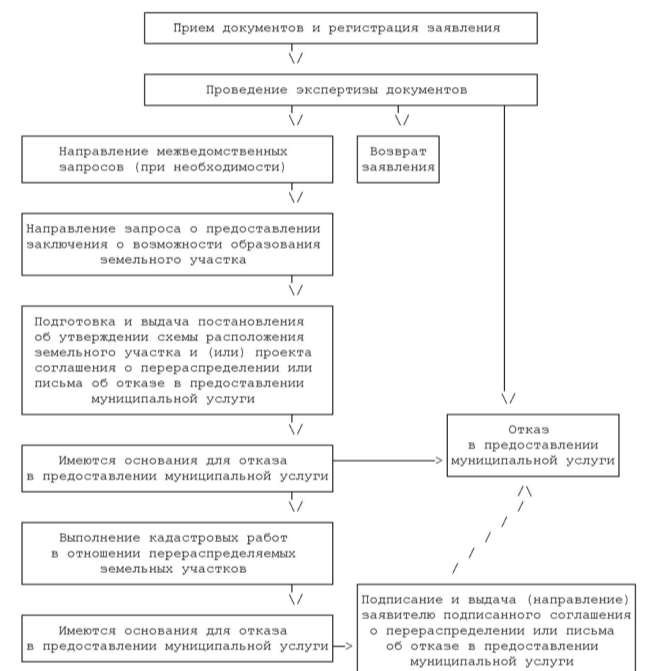 Прием документов и регистрация заявления
Проведение экспертизы документов
Направление межведомственных
запросов (при необходимости)
Возврат
заявления
Направление запроса о предоставлении
заключения о возможности образования
земельного участка
Подготовка и выдача постановления
об утверждении схемы расположения
земельного участка и (или) проекта
соглашения о перераспределении или
письма об отказе в предоставлении
муниципальной услуги
Отказ
в предоставлении
муниципальной услуги
Имеются основания для отказа
в предоставлении муниципальной услуги
Выполнение кадастровых работ
в отношении перераспределяемых
земельных участков
Подписание и выдача (направление)
заявителю подписанного соглашения
о перераспределении или письма
об отказе в предоставлении
муниципальной услуги
Имеются основания для отказа
в предоставлении муниципальной услуги